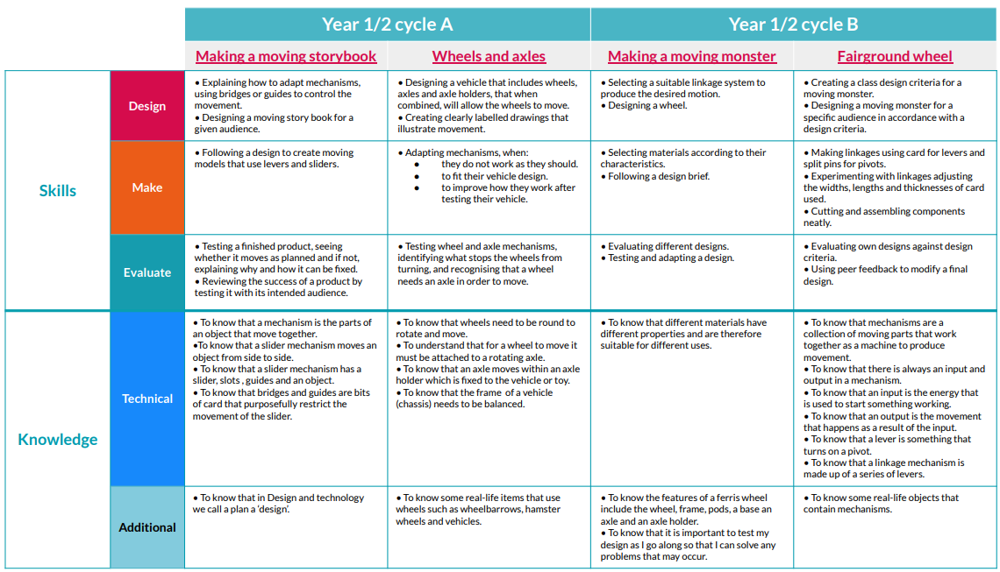 Year 1/2 cycle A
Year 1/2 cycle B
Making a moving storybook
Wheels and axles
Making a moving monster
Fairground wheel
Skills
Design
• Explaining how to adapt mechanisms,
using bridges or guides to control the
movement.
• Designing a moving story book for a
given audience.
• Designing a vehicle that includes wheels,
axles and axle holders, that when
combined, will allow the wheels to move.
• Creating clearly labelled drawings that
illustrate movement.
• Selecting a suitable linkage system to
produce the desired motion.
• Designing a wheel.
• Creating a class design criteria for a
moving monster.
• Designing a moving monster for a
specific audience in accordance with a
design criteria.
Make
• Following a design to create moving
models that use levers and sliders.
• Adapting mechanisms, when:
• they do not work as they should.
• to fit their vehicle design.
• to improve how they work after
testing their vehicle.
• Selecting materials according to their
characteristics.
• Following a design brief.
• Making linkages using card for levers and
split pins for pivots.
• Experimenting with linkages adjusting
the widths, lengths and thicknesses of card
used.
• Cutting and assembling components
neatly.
Evaluate
• Testing a finished product, seeing
whether it moves as planned and if not,
explaining why and how it can be fixed.
• Reviewing the success of a product by
testing it with its intended audience.
• Testing wheel and axle mechanisms,
identifying what stops the wheels from
turning, and recognising that a wheel
needs an axle in order to move.
• Evaluating different designs.
• Testing and adapting a design.
• Evaluating own designs against design
criteria.
• Using peer feedback to modify a final
design.
Knowledge
Technical
• To know that a mechanism is the parts of
an object that move together.
•To know that a slider mechanism moves an
object from side to side.
• To know that a slider mechanism has a
slider, slots , guides and an object.
• To know that bridges and guides are bits
of card that purposefully restrict the
movement of the slider.
• To know that wheels need to be round to
rotate and move.
• To understand that for a wheel to move it
must be attached to a rotating axle.
• To know that an axle moves within an axle
holder which is fixed to the vehicle or toy.
• To know that the frame of a vehicle
(chassis) needs to be balanced.
• To know that different materials have
different properties and are therefore
suitable for different uses.
• To know that mechanisms are a
collection of moving parts that work
together as a machine to produce
movement.
• To know that there is always an input and
output in a mechanism.
• To know that an input is the energy that
is used to start something working.
• To know that an output is the movement
that happens as a result of the input.
• To know that a lever is something that
turns on a pivot.
• To know that a linkage mechanism is
made up of a series of levers.
Additional
• To know that in Design and technology
we call a plan a ‘design’.
• To know some real-life items that use
wheels such as wheelbarrows, hamster
wheels and vehicles.
• To know the features of a ferris wheel
include the wheel, frame, pods, a base an
axle and an axle holder.
• To know that it is important to test my
design as I go along so that I can solve any
problems that may occur.
• To know some real-life objects that
contain mechanisms.